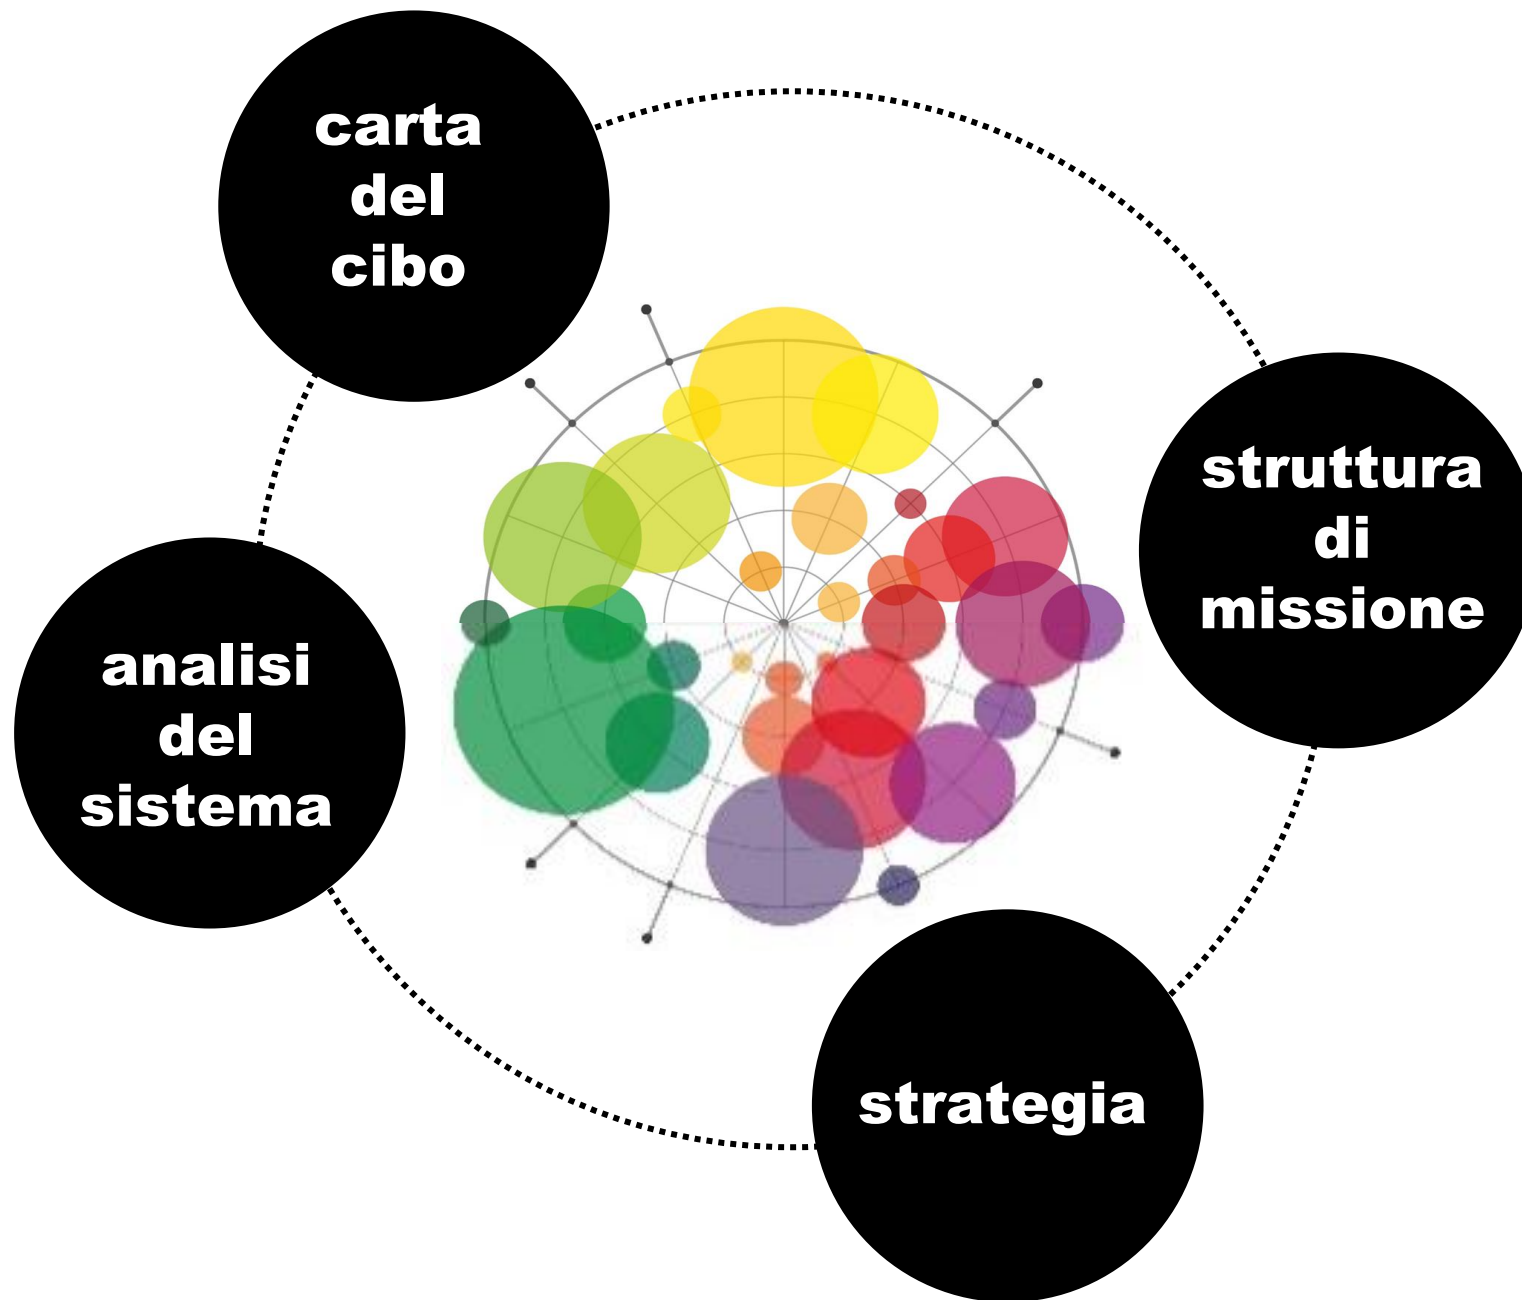 carta
del
cibo
struttura
di
missione
analisi
del
sistema
strategia